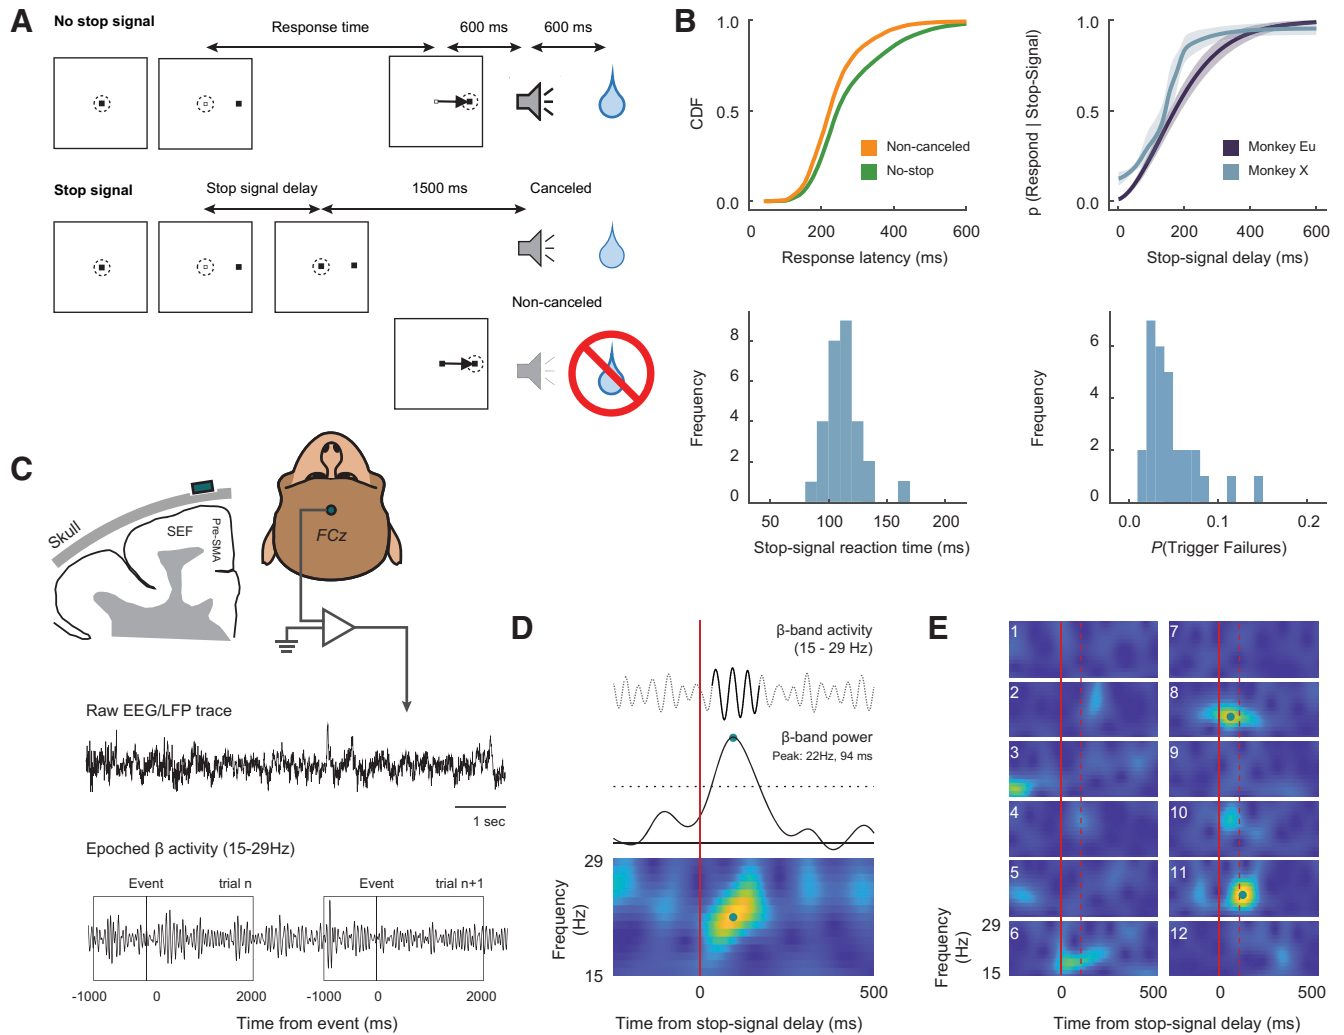 A
No stop signal
Response time
600 ms
600 ms
Stop signal
Stop signal delay
1500 ms
Canceled
Non-canceled
B
1.0
0.5
0.0
CDF
Non-canceled
No-stop
200
400
600
Response latency (ms)
1.0
0.5
0.0
p (Respond | Stop-Signal)
Monkey Eu
Monkey X
0
200
400
600
Stop-signal delay (ms)
8
6
4
2
0
Frequency
50
100
150
200
Stop-signal reaction time (ms)
6
4
2
0
Frequency
0.0
0.1
0.2
P(Trigger Failures)
C
Skull
SEF
Pre-SMA
FCz
Raw EEG/LFP trace
1 sec
Epoched β activity (15-29Hz)
Event
trial n
Event
trial n+1
-1000
0
2000
-1000
0
2000
Time from event (ms)
D
β-band activity
(15 - 29 Hz)
β-band power
Peak: 22Hz, 94 ms
29
Frequency
(Hz)
15
0
500
Time from stop-signal delay (ms)
E
1
2
3
4
5
6
7
8
9
10
11
12
29
Frequency
(Hz)
15
0
500
0
500
Time from stop-signal delay (ms)